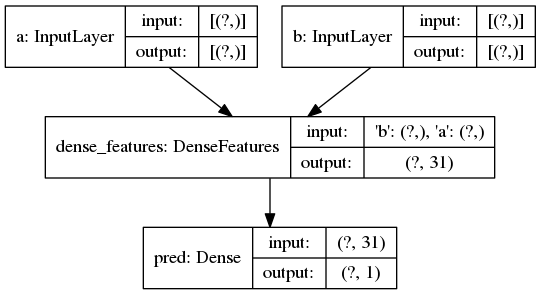 a: InputLayer
input: [(?,)]
output: [(?,)]
b: InputLayer
input: [(?,)]
output: [(?,)]
dense_features: DenseFeatures
input: 'b': (?,), 'a': (?,)
output: (?, 31)
pred: Dense
input: (?, 31)
output: (?, 1)